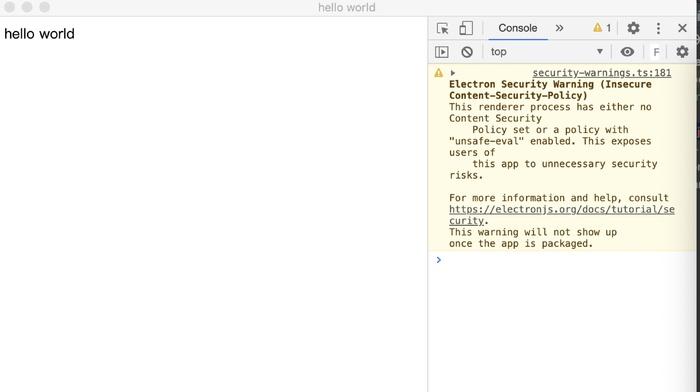 hello world
hello world
Console » 1
top F
security-warnings.ts:181
Electron Security Warning (Insecure
Content-Security-Policy)
This renderer process has either no
Content Security
Policy set or a policy with
"unsafe-eval" enabled. This exposes
users of
this app to unnecessary security
risks.
For more information and help, consult
https://electronjs.org/docs/tutorial/se
curity.
This warning will not show up
once the app is packaged.